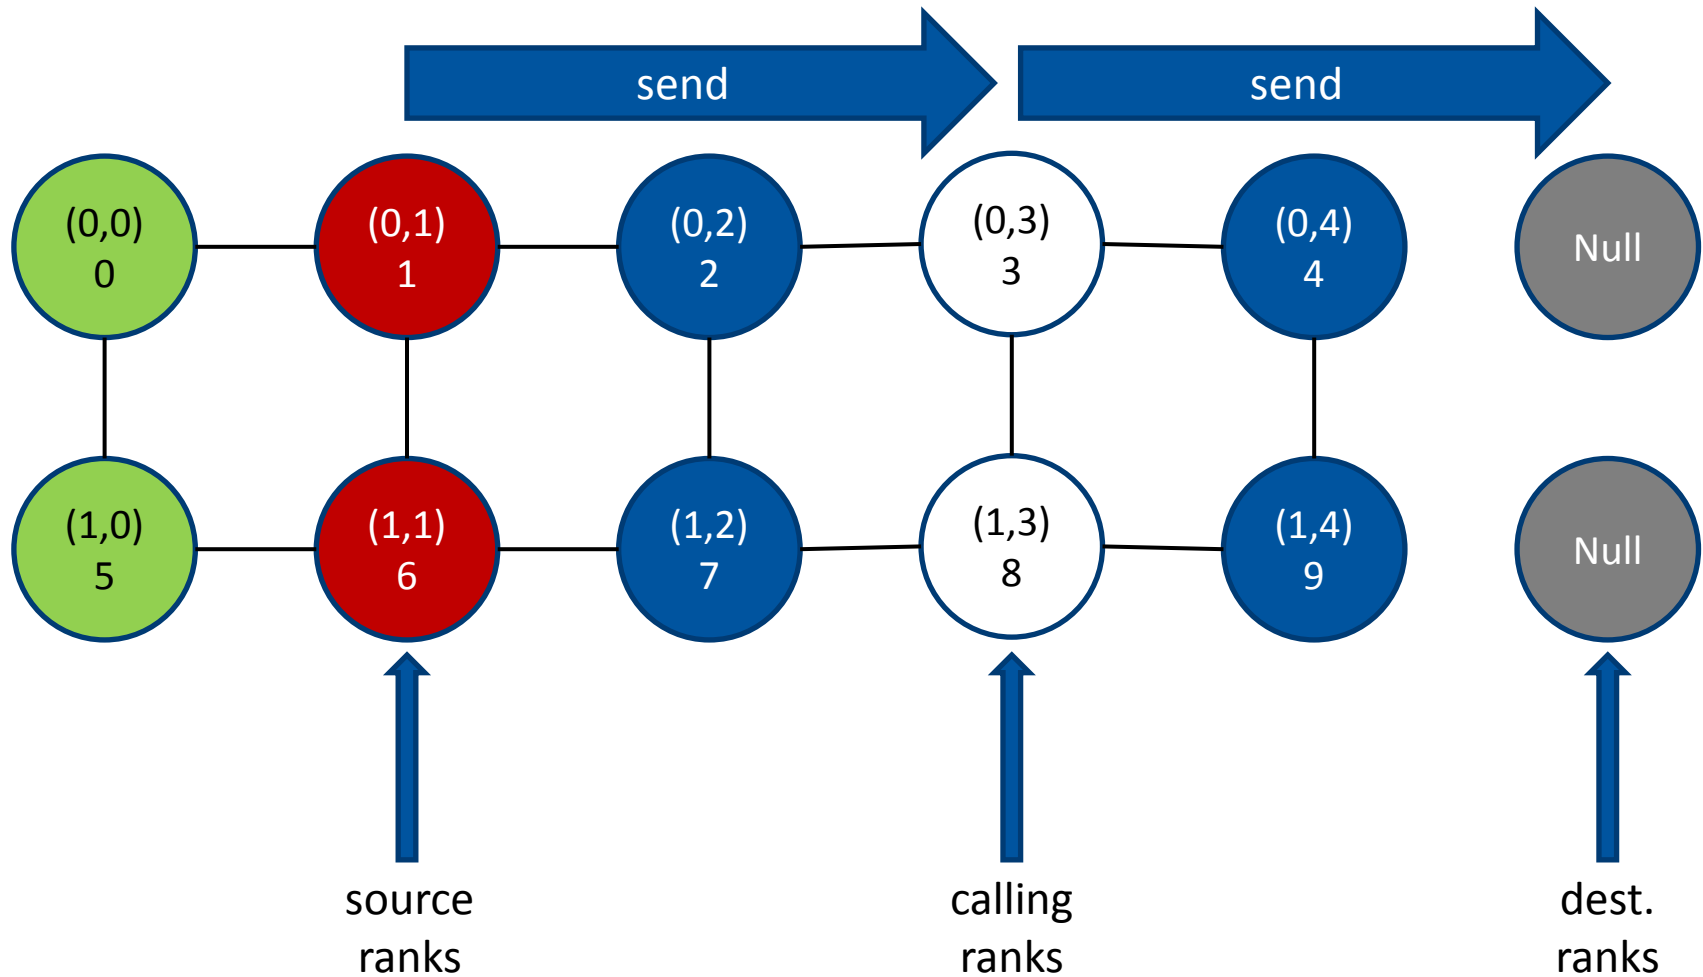 send
send
(0,0)
0
(0,1)
1
(0,2)
2
(0,3)
3
(0,4)
4
Null
(1,0)
5
(1,1)
6
(1,2)
7
(1,3)
8
(1,4)
9
Null
source
ranks
calling
ranks
dest.
ranks